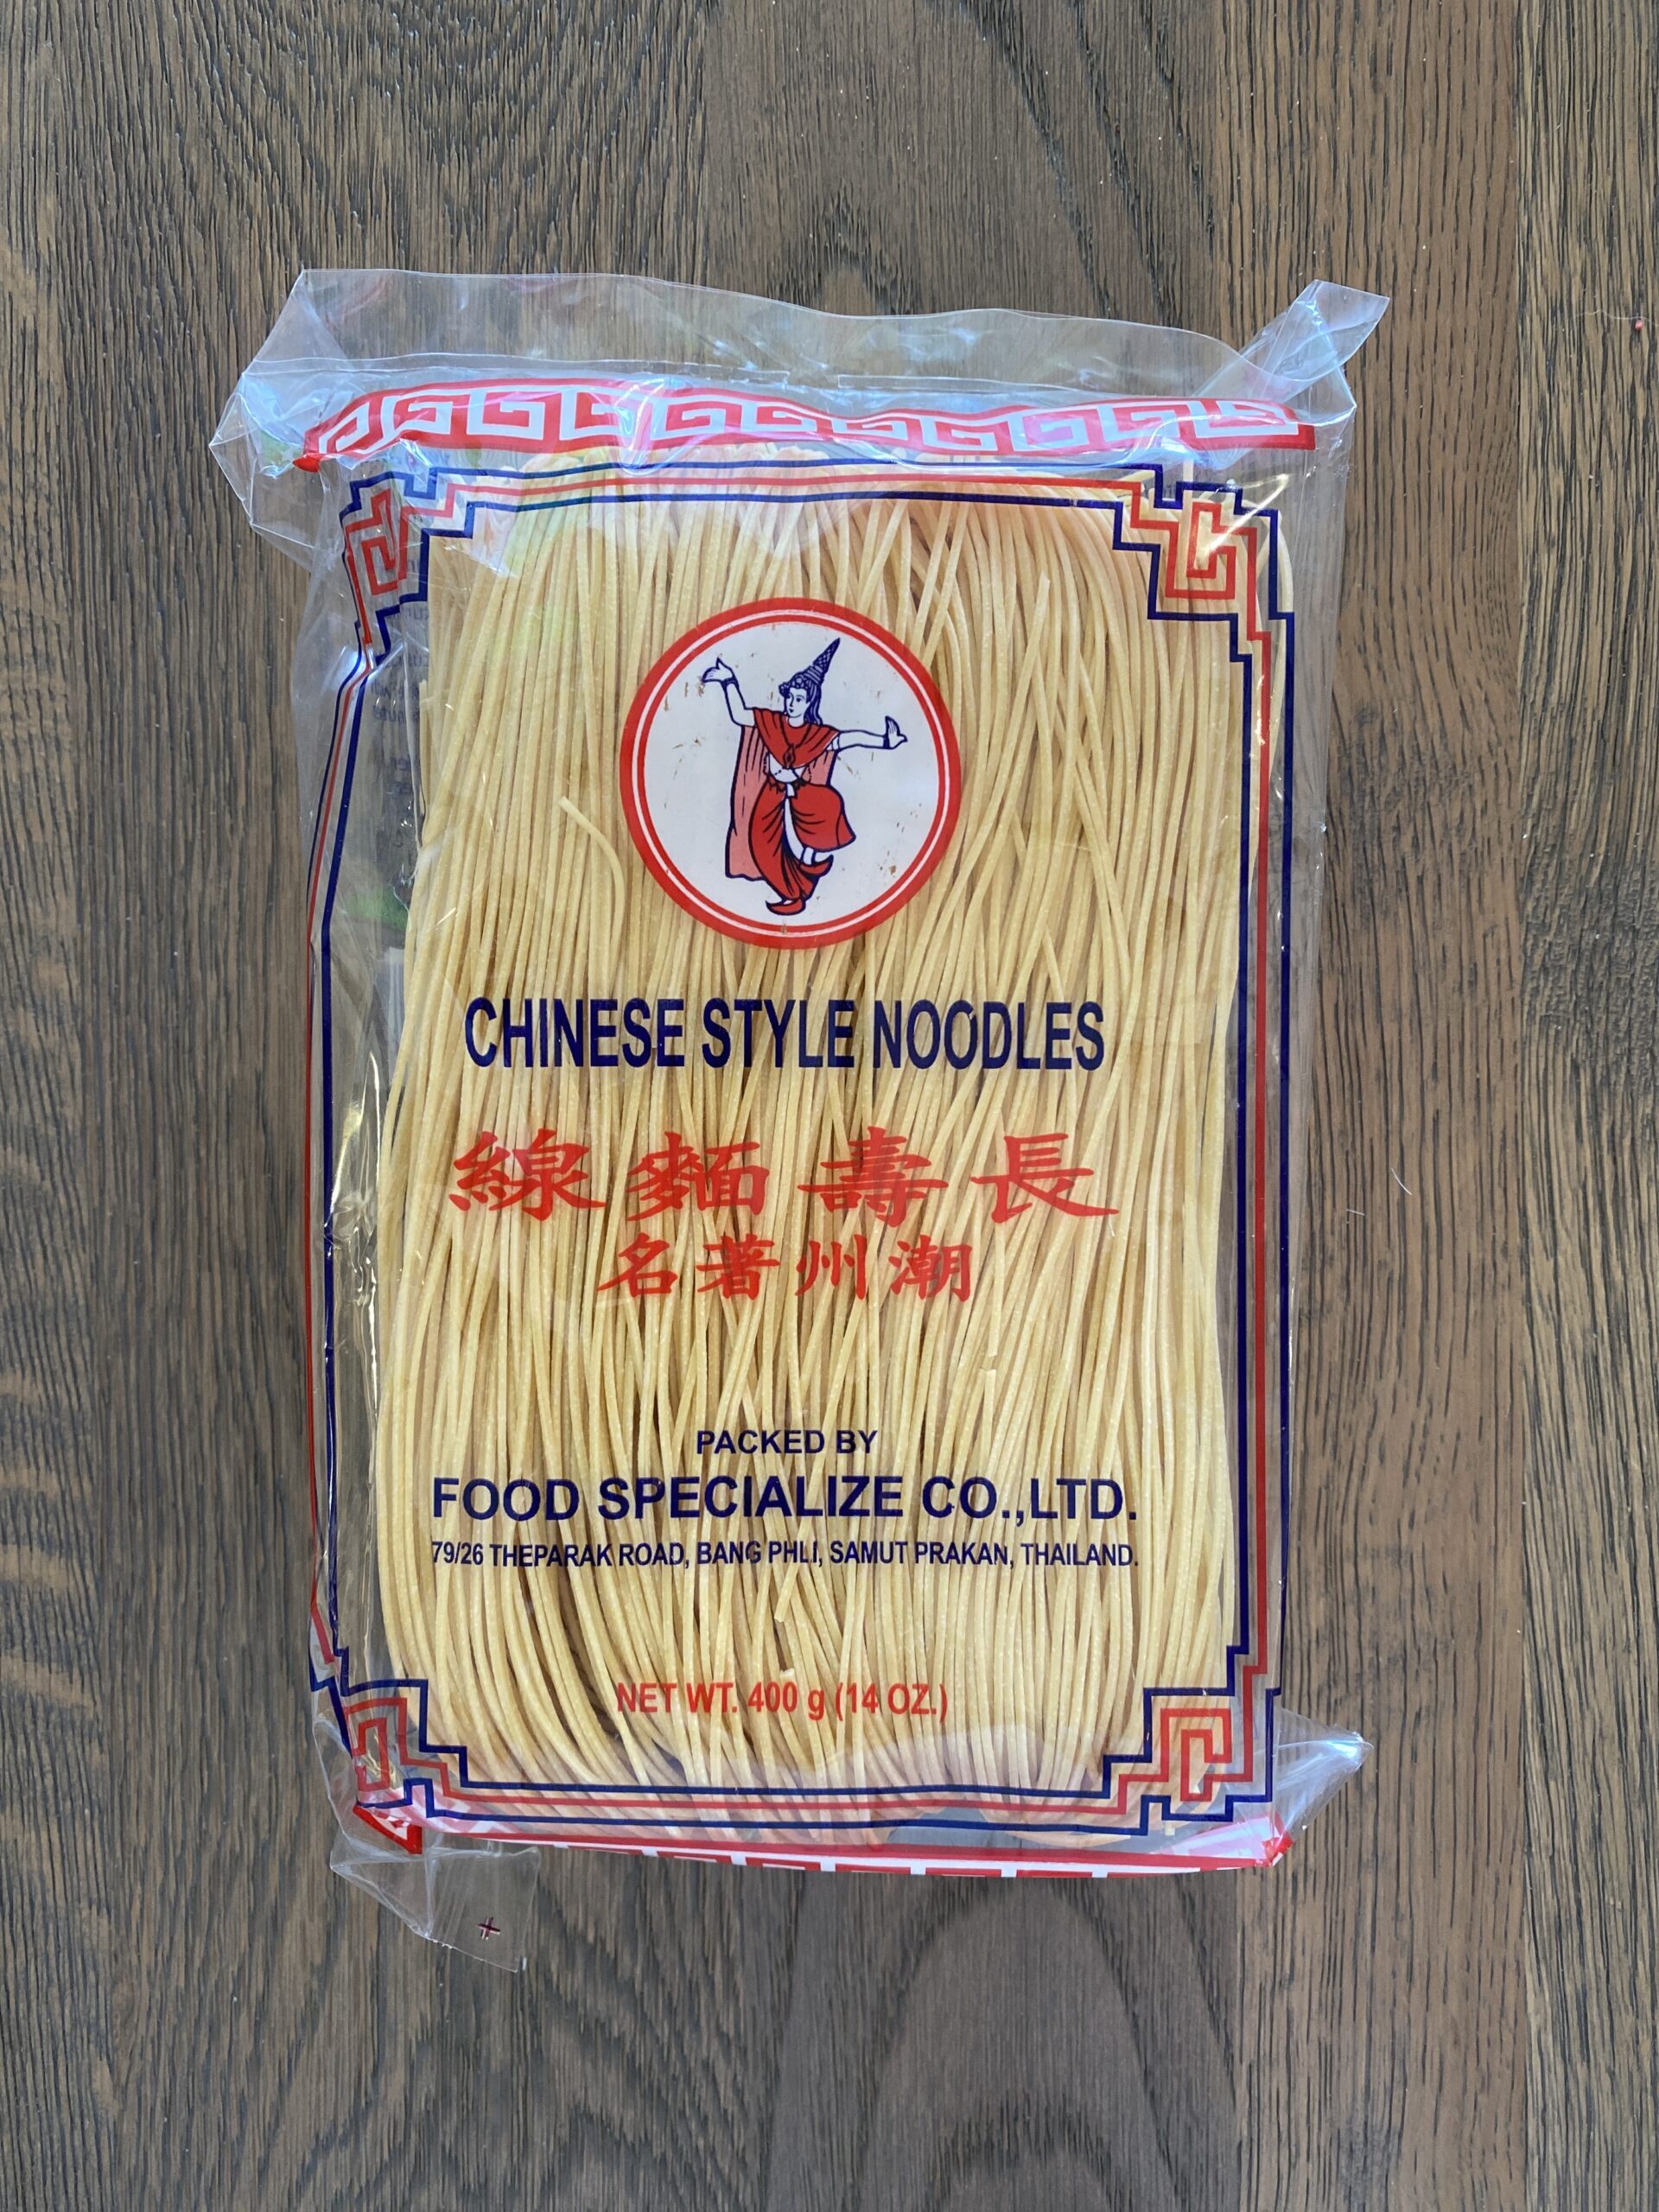 CHINESE STYLE NOODLES
長壽麵線
潮州著名
PACKED BY
FOOD SPECIALIZE CO.,LTD.
79/26 THEPARAK ROAD, BANG PHLI, SAMUT PRAKAN, THAILAND.
NET WT. 400 g (14 OZ.)